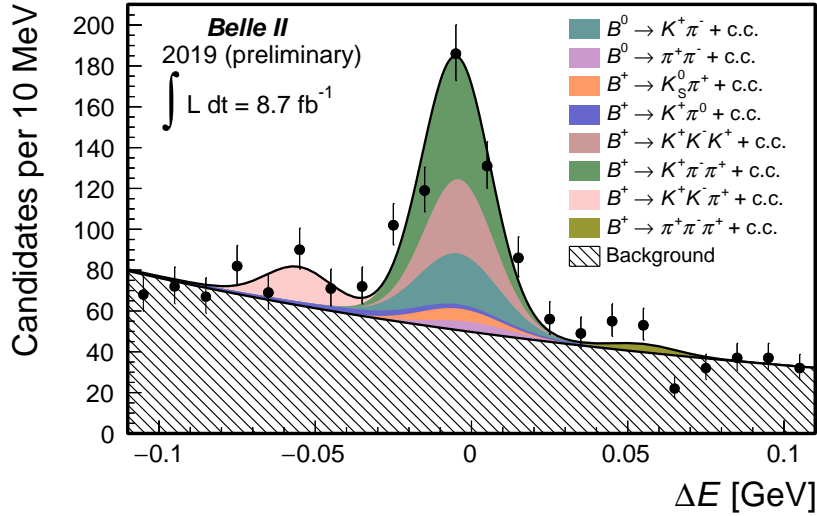 Belle II
2019 (preliminary)
∫ L dt = 8.7 fb⁻¹
B⁰ → K⁺π⁻ + c.c.
B⁰ → π⁺π⁻ + c.c.
B⁺ → K⁰_S π⁺ + c.c.
B⁺ → K⁺π⁰ + c.c.
B⁺ → K⁺K⁻K⁺ + c.c.
B⁺ → K⁺π⁻π⁺ + c.c.
B⁺ → K⁺K⁻π⁺ + c.c.
B⁺ → π⁺π⁻π⁺ + c.c.
Background
Candidates per 10 MeV
200
180
160
140
120
100
80
60
40
20
0
−0.1 −0.05 0 0.05 0.1
ΔE [GeV]